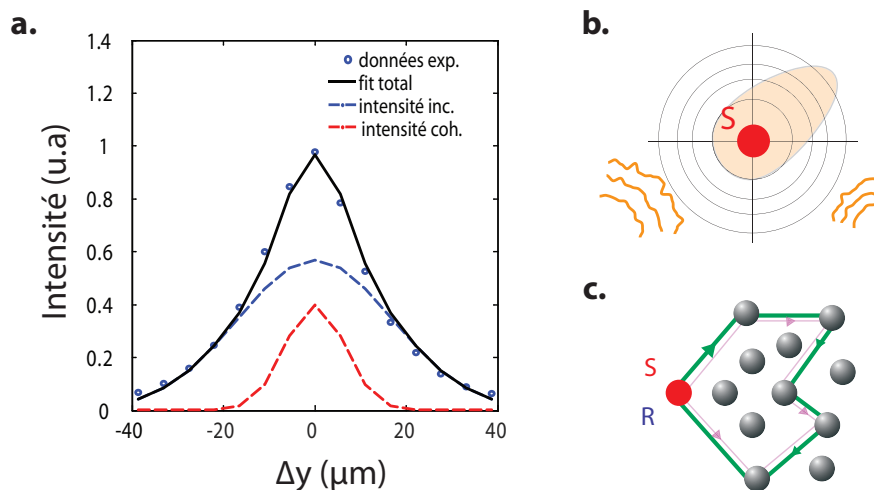 a.
1.4
1.2
1
0.8
0.6
0.4
0.2
0
-40
-20
0
20
40
Intensité (u.a)
Δy (μm)
données exp.
fit total
intensité inc.
intensité coh.
b.
S
c.
S
R